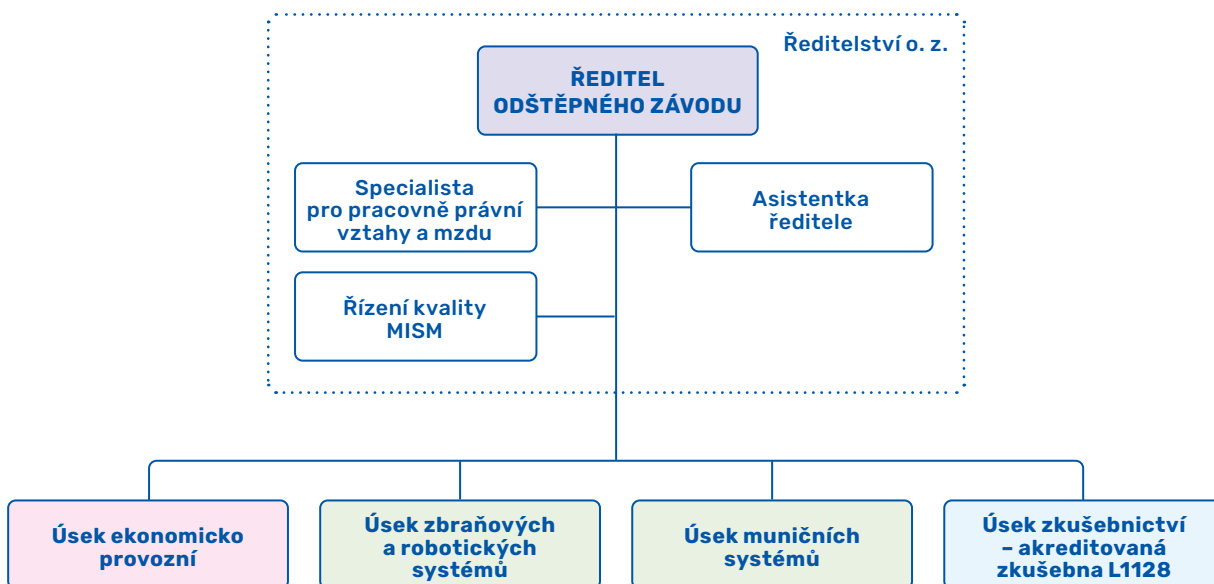 Ředitelství o. z.
ŘEDITEL
ODŠTĚPNÉHO ZÁVODU
Specialista
pro pracovně právní
vztahy a mzdu
Asistentka
ředitele
Řízení kvality
MISM
Úsek ekonomicko
provozní
Úsek zbraňových
a robotických
systémů
Úsek muničních
systémů
Úsek zkušebnictví
– akreditovaná
zkušebna L1128